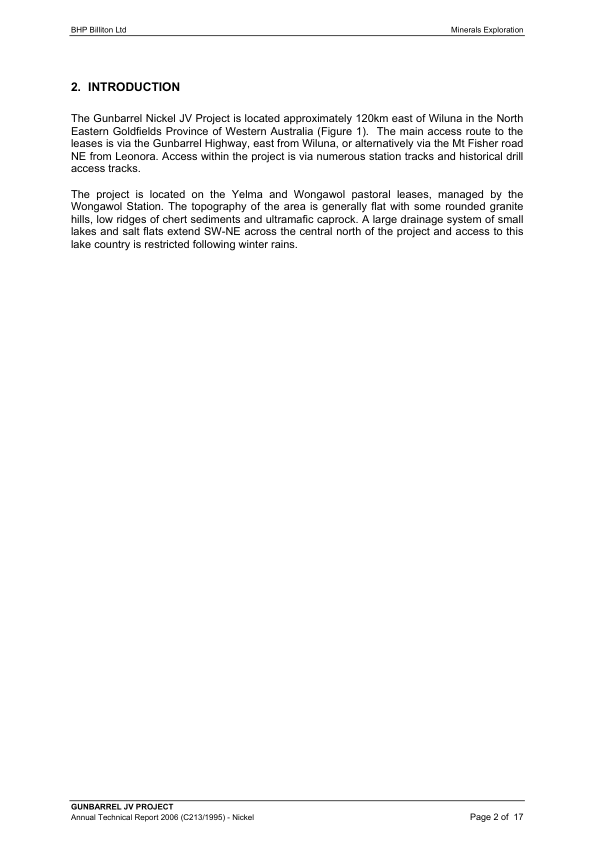 BHP Billiton Ltd
Minerals Exploration
2. INTRODUCTION
The Gunbarrel Nickel JV Project is located approximately 120km east of Wiluna in the North
Eastern Goldfields Province of Western Australia (Figure 1). The main access route to the
leases is via the Gunbarrel Highway, east from Wiluna, or alternatively via the Mt Fisher road
NE from Leonora. Access within the project is via numerous station tracks and historical drill
access tracks.
The project is located on the Yelma and Wongawol pastoral leases, managed by the
Wongawol Station. The topography of the area is generally flat with some rounded granite
hills, low ridges of chert sediments and ultramafic caprock. A large drainage system of small
lakes and salt flats extend SW-NE across the central north of the project and access to this
lake country is restricted following winter rains.
GUNBARREL JV PROJECT
Annual Technical Report 2006 (C213/1995) - Nickel
Page 2 of 17